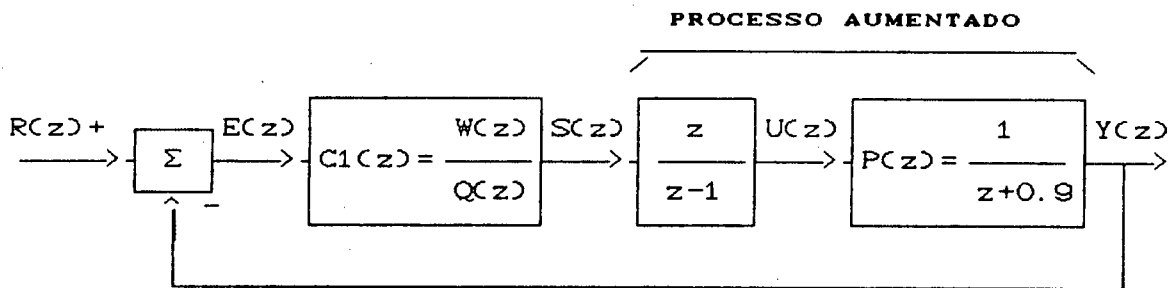 PROCESSO AUMENTADO
R(z) + E(z) W(z) S(z) z U(z) 1 Y(z)
Σ C1(z)= P(z)=
Q(z) z-1 z+0.9
-